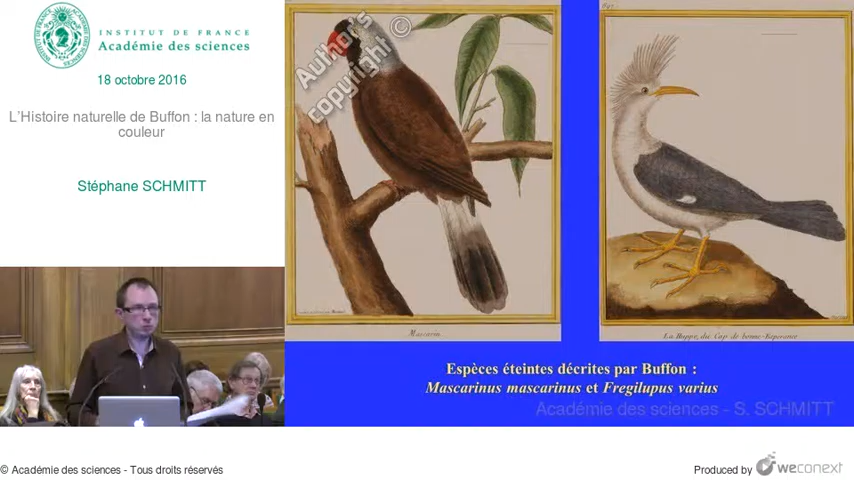 INSTITUT DE FRANCE
Académie des sciences
18 octobre 2016
L'Histoire naturelle de Buffon : la nature en
couleur
Stéphane SCHMITT
Authors
copyright ©
Mascarin
La Huppe, du Cap de bonne-Esperance
Espèces éteintes décrites par Buffon :
Mascarinus mascarinus et Fregilupus varius
Académie des sciences - S. SCHMITT
© Académie des sciences - Tous droits réservés
Produced by weconext